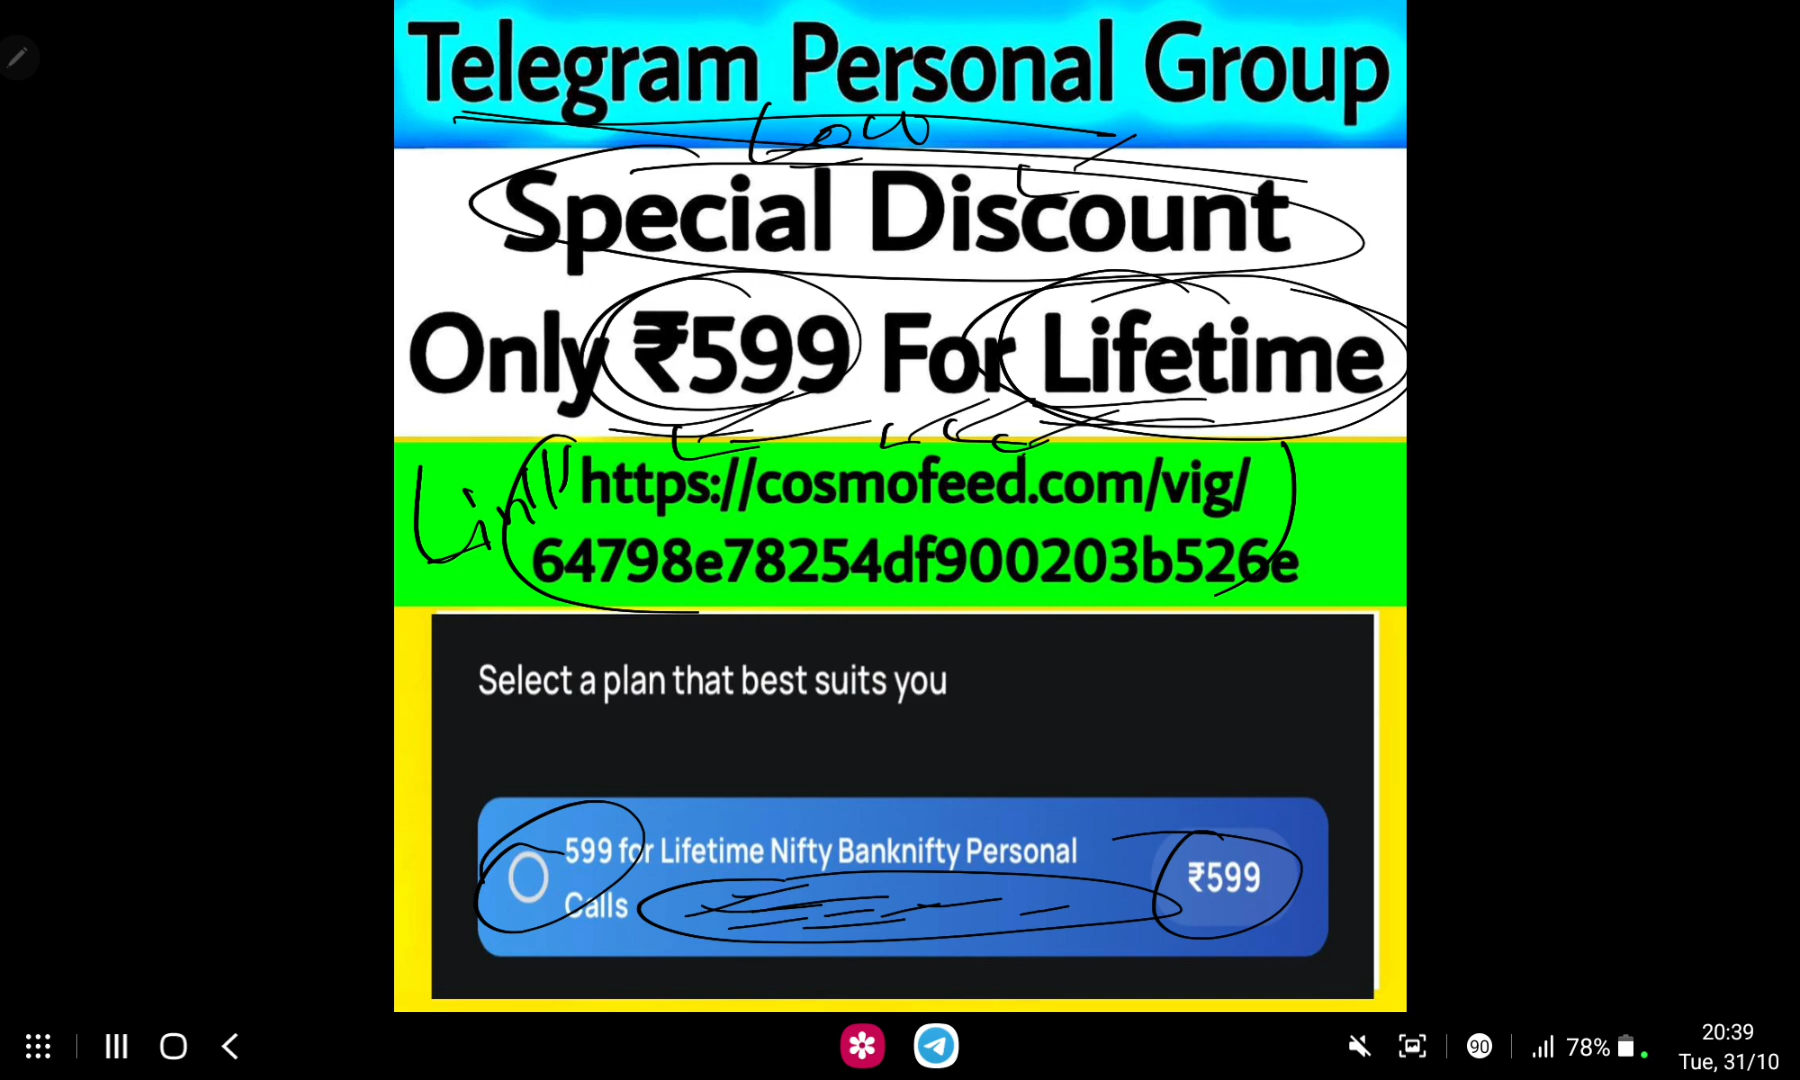 Telegram Personal Group
Low
Special Discount
Only ₹599 For Lifetime
https://cosmofeed.com/vig/
64798e78254df900203b526e
Select a plan that best suits you
599 for Lifetime Nifty Banknifty Personal
Calls
₹599
90
78%
20:39
Tue, 31/10